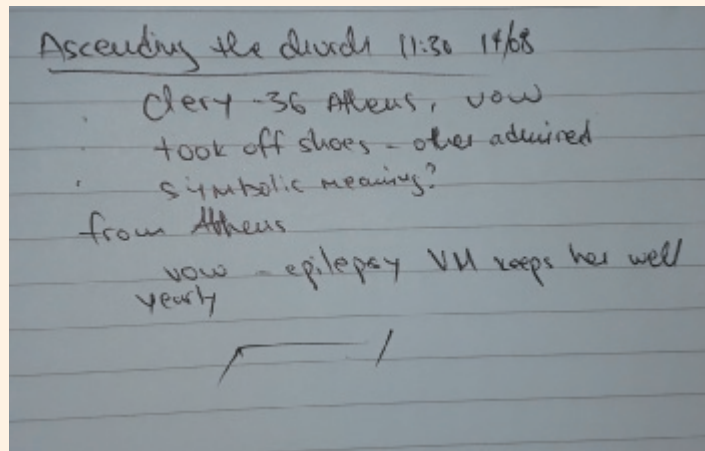 Ascending the church 11:30 14/08
Clery - 36 Athens, vow
took off shoes - other admired
symbolic meaning?
from Athens
vow - epilepsy VM keeps her well
yearly